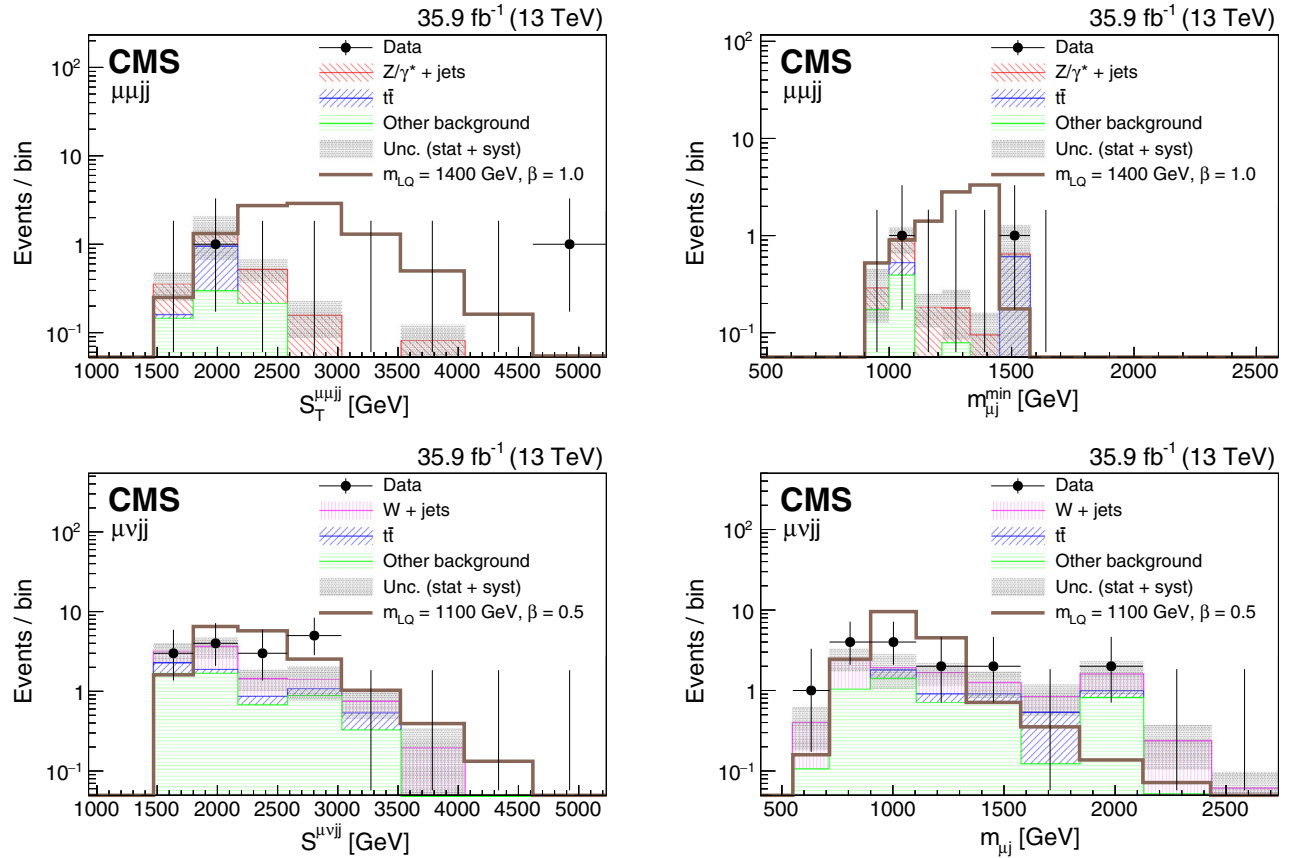 35.9 fb⁻¹ (13 TeV)
CMS
μμjj
Data
Z/γ* + jets
tt̄
Other background
Unc. (stat + syst)
m_LQ = 1400 GeV, β = 1.0
Events / bin
10²
10
1
10⁻¹
1000 1500 2000 2500 3000 3500 4000 4500 5000
S_T^μμjj [GeV]
35.9 fb⁻¹ (13 TeV)
CMS
μμjj
Data
Z/γ* + jets
tt̄
Other background
Unc. (stat + syst)
m_LQ = 1400 GeV, β = 1.0
Events / bin
10²
10
1
10⁻¹
500 1000 1500 2000 2500
m_μj^min [GeV]
35.9 fb⁻¹ (13 TeV)
CMS
μνjj
Data
W + jets
tt̄
Other background
Unc. (stat + syst)
m_LQ = 1100 GeV, β = 0.5
Events / bin
10²
10
1
10⁻¹
1000 1500 2000 2500 3000 3500 4000 4500 5000
S^μνjj [GeV]
35.9 fb⁻¹ (13 TeV)
CMS
μνjj
Data
W + jets
tt̄
Other background
Unc. (stat + syst)
m_LQ = 1100 GeV, β = 0.5
Events / bin
10²
10
1
10⁻¹
500 1000 1500 2000 2500
m_μj [GeV]